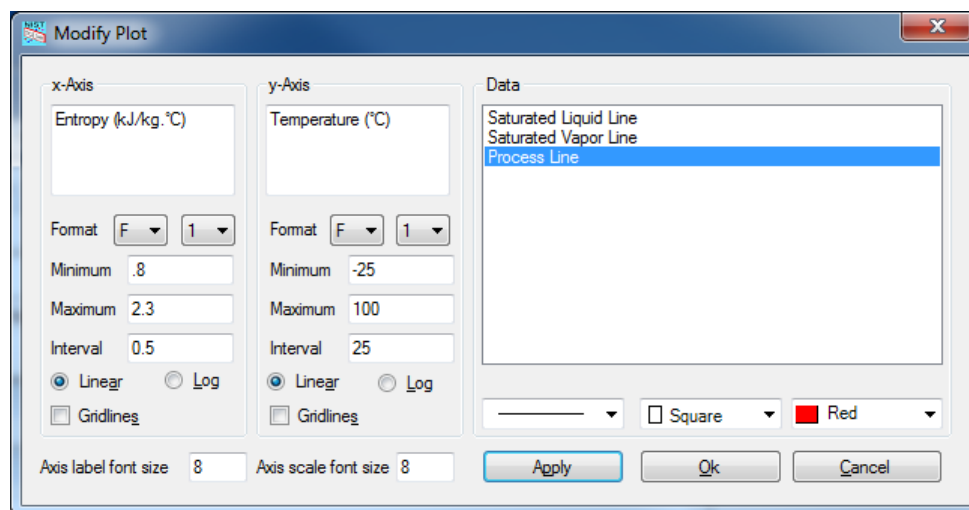 Modify Plot
x-Axis
Entropy (kJ/kg.°C)
Format F 1
Minimum .8
Maximum 2.3
Interval 0.5
Linear Log
Gridlines
y-Axis
Temperature (°C)
Format F 1
Minimum -25
Maximum 100
Interval 25
Linear Log
Gridlines
Data
Saturated Liquid Line
Saturated Vapor Line
Process Line
Square Red
Axis label font size 8 Axis scale font size 8
Apply Ok Cancel